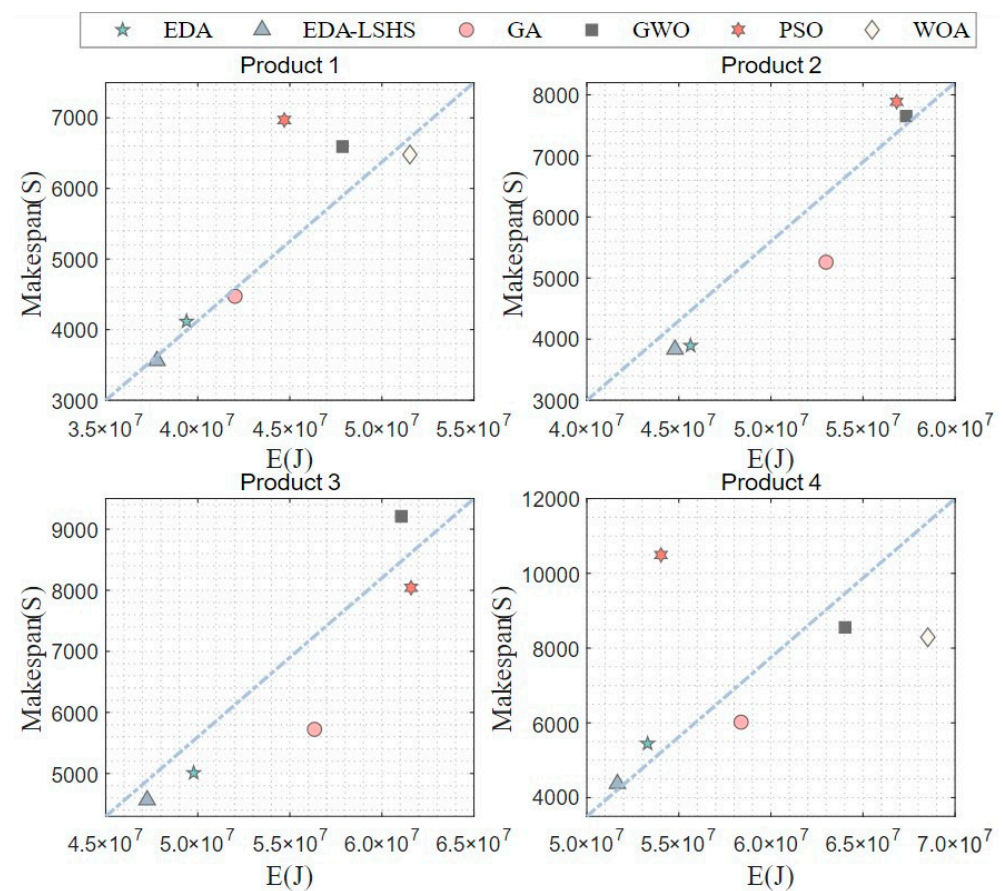 EDA EDA-LSHS GA GWO PSO WOA
Product 1
7000
6000
5000
4000
3000
Makespan(S)
3.5×10⁷ 4.0×10⁷ 4.5×10⁷ 5.0×10⁷ 5.5×10⁷
E(J)
Product 2
8000
7000
6000
5000
4000
3000
Makespan(S)
4.0×10⁷ 4.5×10⁷ 5.0×10⁷ 5.5×10⁷ 6.0×10⁷
E(J)
Product 3
9000
8000
7000
6000
5000
Makespan(S)
4.5×10⁷ 5.0×10⁷ 5.5×10⁷ 6.0×10⁷ 6.5×10⁷
E(J)
Product 4
12000
10000
8000
6000
4000
Makespan(S)
5.0×10⁷ 5.5×10⁷ 6.0×10⁷ 6.5×10⁷ 7.0×10⁷
E(J)